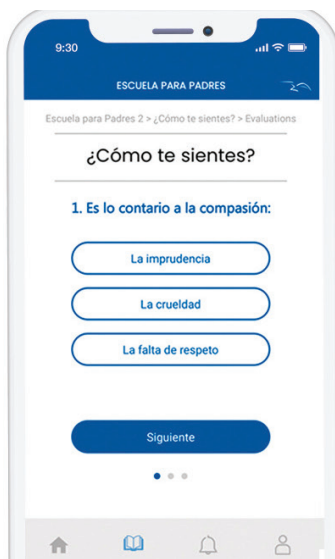 9:30
ESCUELA PARA PADRES
Escuela para Padres 2 > ¿Cómo te sientes? > Evaluations
¿Cómo te sientes?
1. Es lo contario a la compasión:
La imprudencia
La crueldad
La falta de respeto
Siguiente